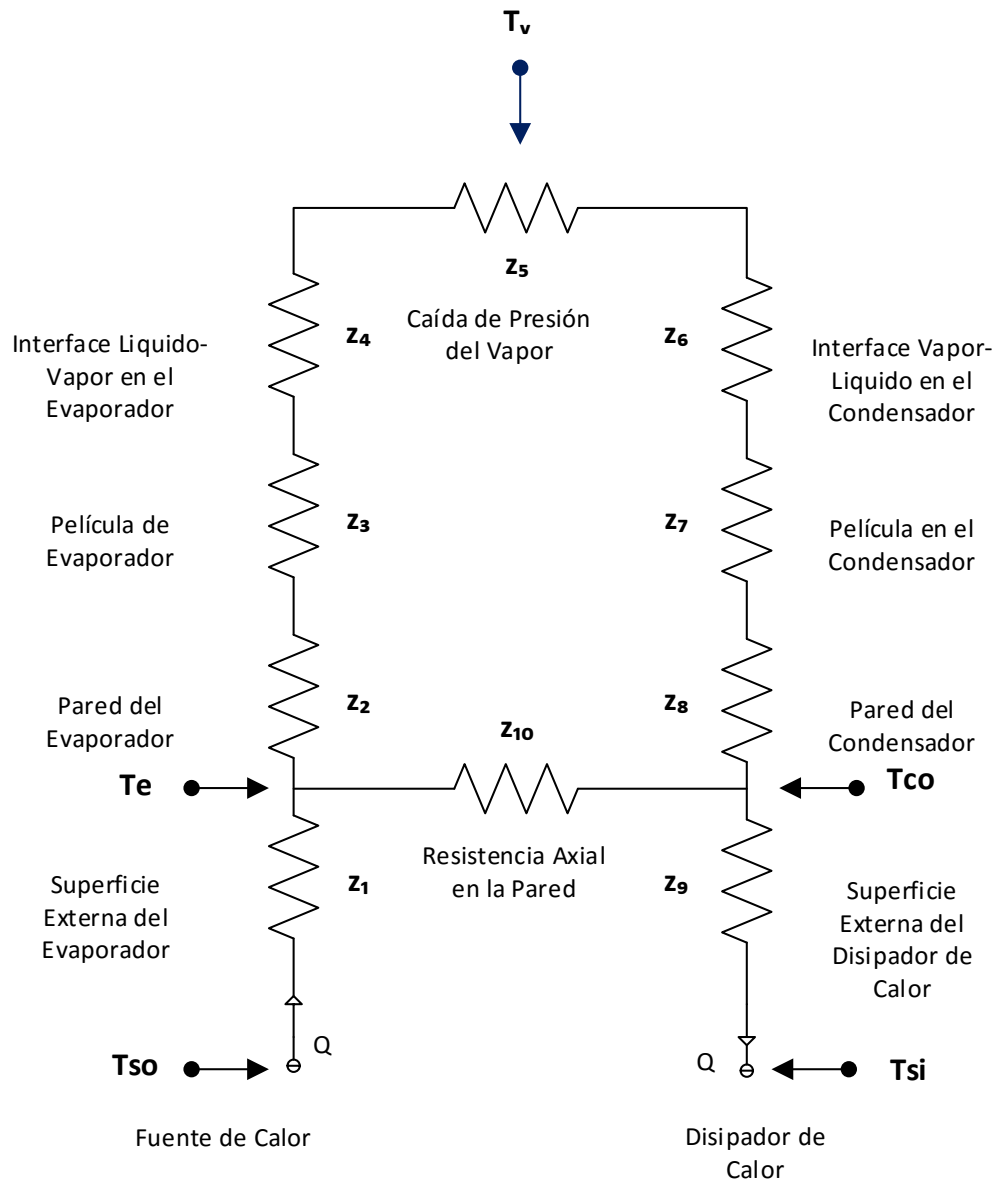 Tᵥ
z₅
Caída de Presión
del Vapor
Interface Liquido-
Vapor en el
Evaporador
z₄
z₆
Interface Vapor-
Liquido en el
Condensador
Película de
Evaporador
z₃
z₇
Película en el
Condensador
Pared del
Evaporador
z₂
z₈
Pared del
Condensador
z₁₀
Te
Tco
Resistencia Axial
en la Pared
Superficie
Externa del
Evaporador
z₁
z₉
Superficie
Externa del
Disipador de
Calor
Q
Q
Tso
Tsi
Fuente de Calor
Disipador de
Calor